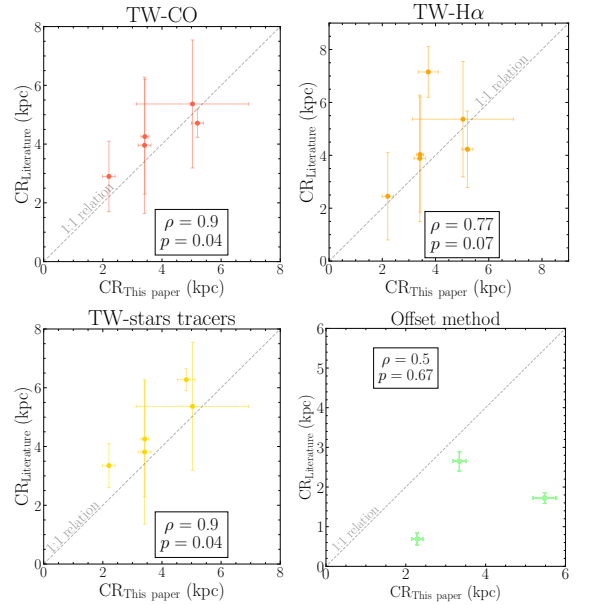 TW-CO
8
6
4
2
0
CR_Literature (kpc)
1:1 relation
ρ = 0.9
p = 0.04
0 2 4 6 8
CR_This paper (kpc)
TW-Hα
8
6
4
2
0
CR_Literature (kpc)
1:1 relation
ρ = 0.77
p = 0.07
0 2 4 6 8
CR_This paper (kpc)
TW-stars tracers
8
6
4
2
0
CR_Literature (kpc)
1:1 relation
ρ = 0.9
p = 0.04
0 2 4 6 8
CR_This paper (kpc)
Offset method
6
5
4
3
2
1
0
CR_Literature (kpc)
1:1 relation
ρ = 0.5
p = 0.67
0 2 4 6
CR_This paper (kpc)